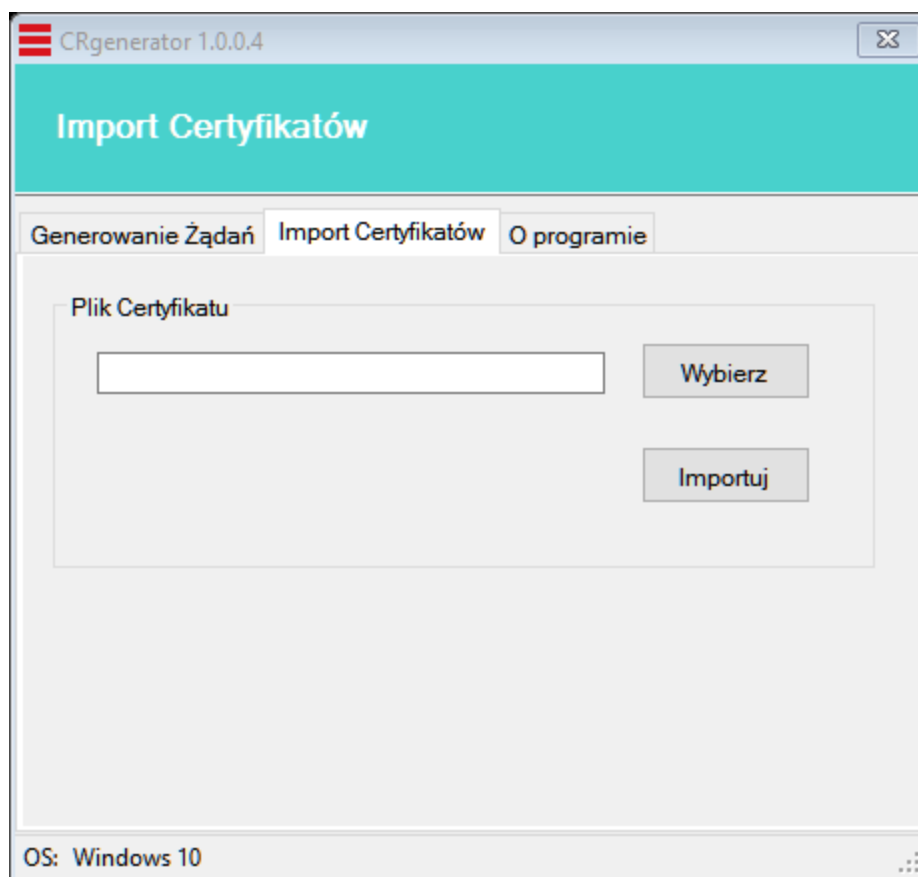 CRgenerator 1.0.0.4
Import Certyfikatów
Generowanie Żądań Import Certyfikatów O programie
Plik Certyfikatu
Wybierz
Importuj
OS: Windows 10